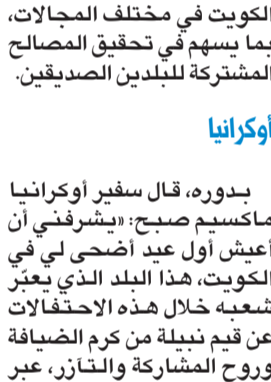 الكويت في مختلف المجالات،
بما يسهم في تحقيق المصالح
المشتركة للبلدين الصديقين.
أوكرانيا
بدوره، قال سفير أوكرانيا
ماكسيم صبح: «يشرفني أن
أعيش أول عيد أضحى لي في
الكويت، هذا البلد الذي يعبّر
شعبه خلال هذه الاحتفالات
عن قيم نبيلة من كرم الضيافة
وروح المشاركة والتآزر، عبر